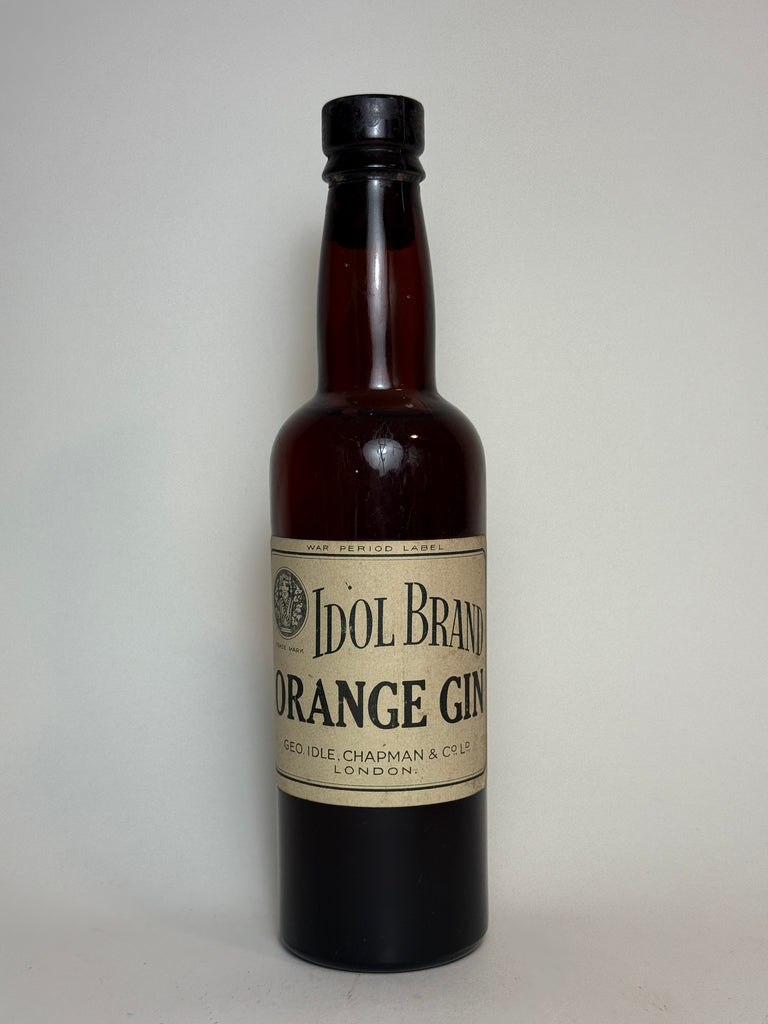 WAR PERIOD LABEL
IDOL BRAND
TRADE MARK
ORANGE GIN
GEO. IDLE, CHAPMAN & Co. LD.
LONDON.